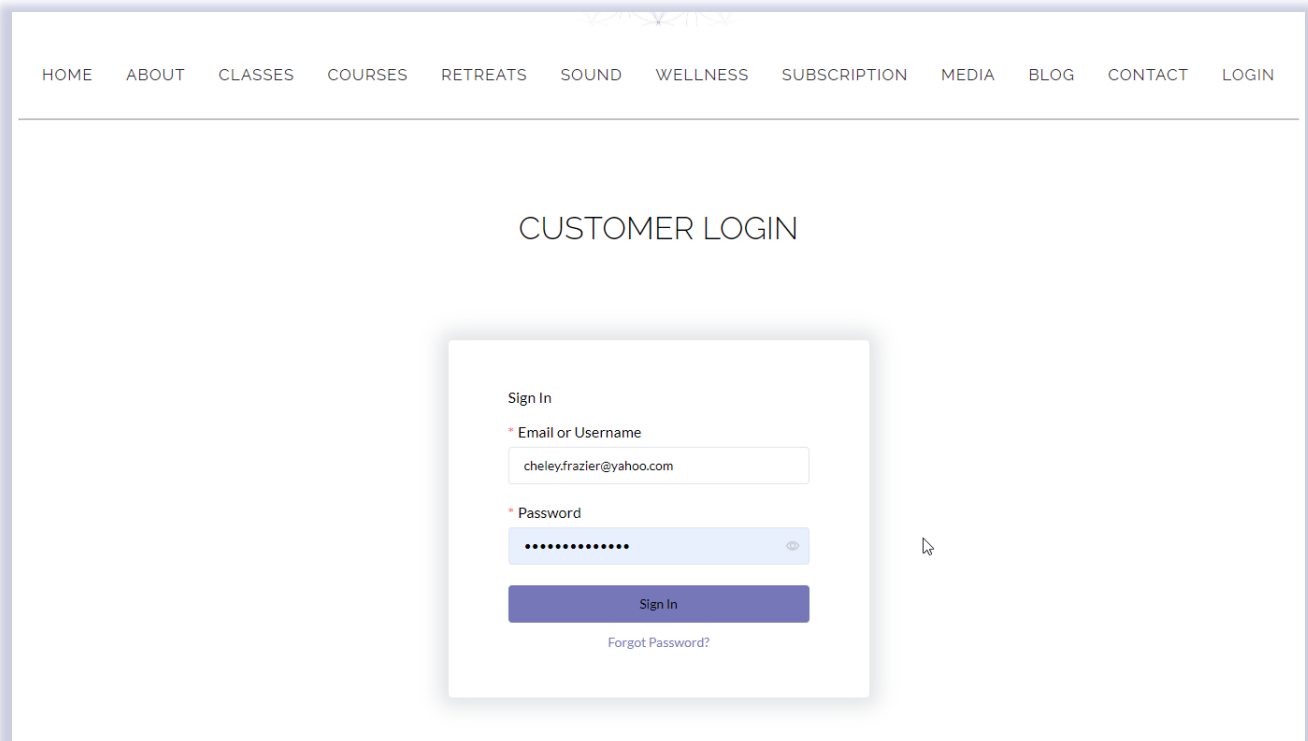 HOME ABOUT CLASSES COURSES RETREATS SOUND WELLNESS SUBSCRIPTION MEDIA BLOG CONTACT LOGIN
CUSTOMER LOGIN
Sign In
* Email or Username
cheley.frazier@yahoo.com
* Password
••••••••••••••
Sign In
Forgot Password?